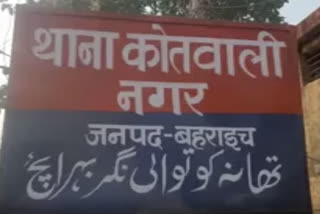 थाना कोतवाली
नगर
जनपद-बहराइच
تھانہ کوتوالی نگر بہرائچ